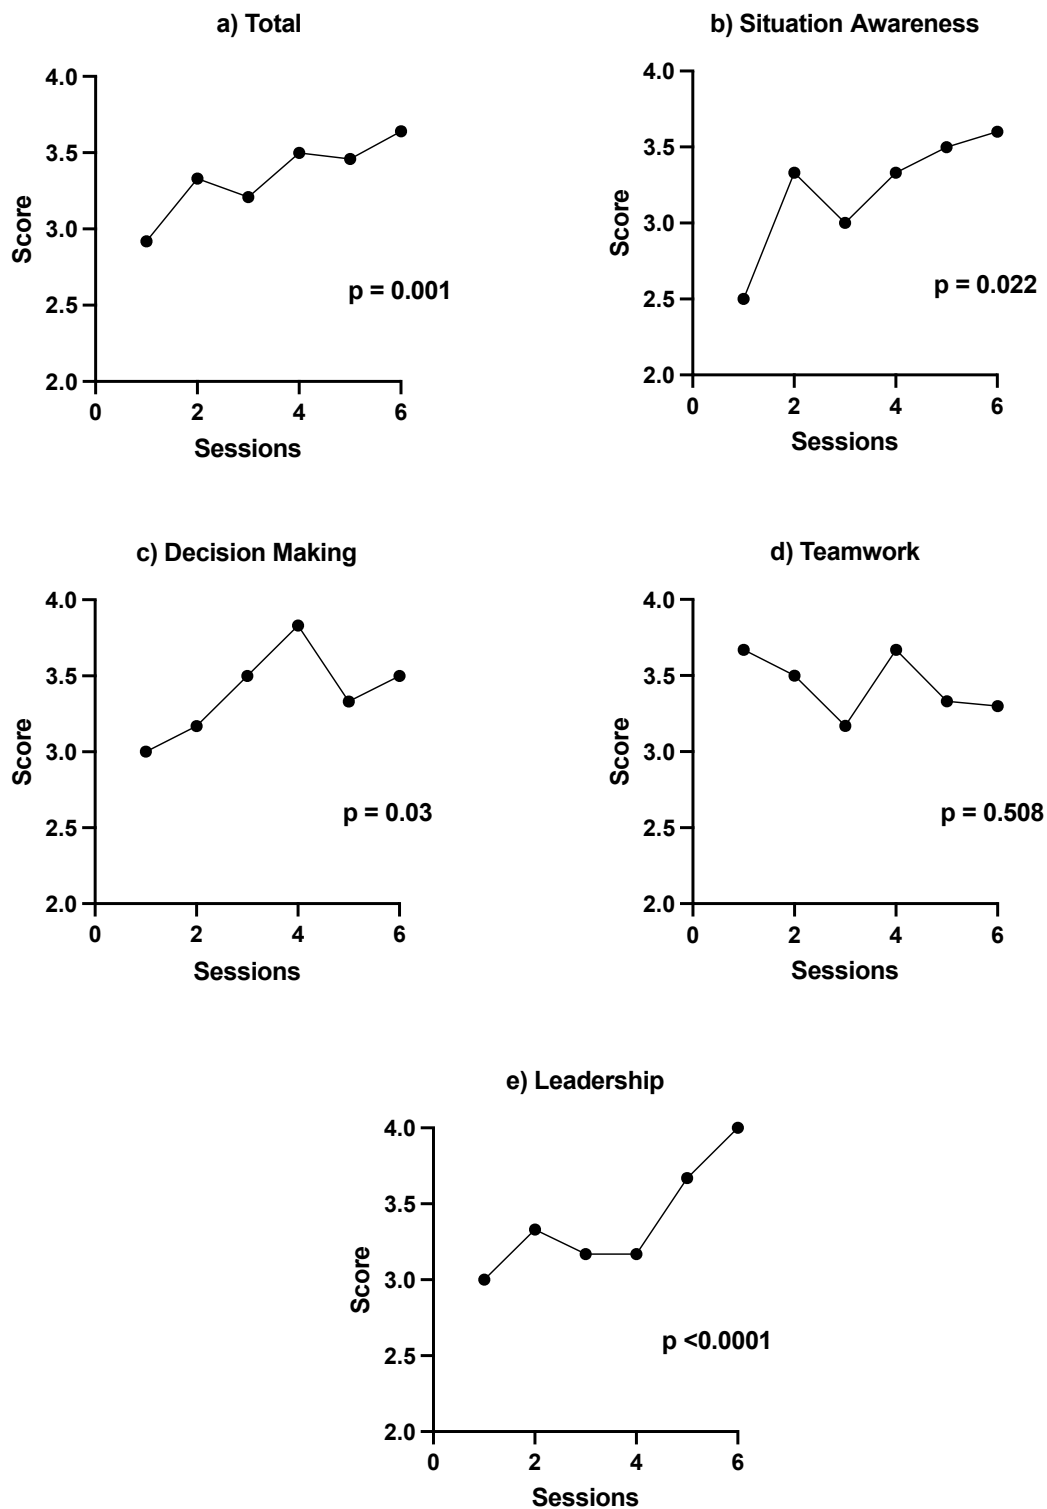 a) Total
4.0
3.5
3.0
2.5
2.0
Score
p = 0.001
0 2 4 6
Sessions
b) Situation Awareness
4.0
3.5
3.0
2.5
2.0
Score
p = 0.022
0 2 4 6
Sessions
c) Decision Making
4.0
3.5
3.0
2.5
2.0
Score
p = 0.03
0 2 4 6
Sessions
d) Teamwork
4.0
3.5
3.0
2.5
2.0
Score
p = 0.508
0 2 4 6
Sessions
e) Leadership
4.0
3.5
3.0
2.5
2.0
Score
p <0.0001
0 2 4 6
Sessions